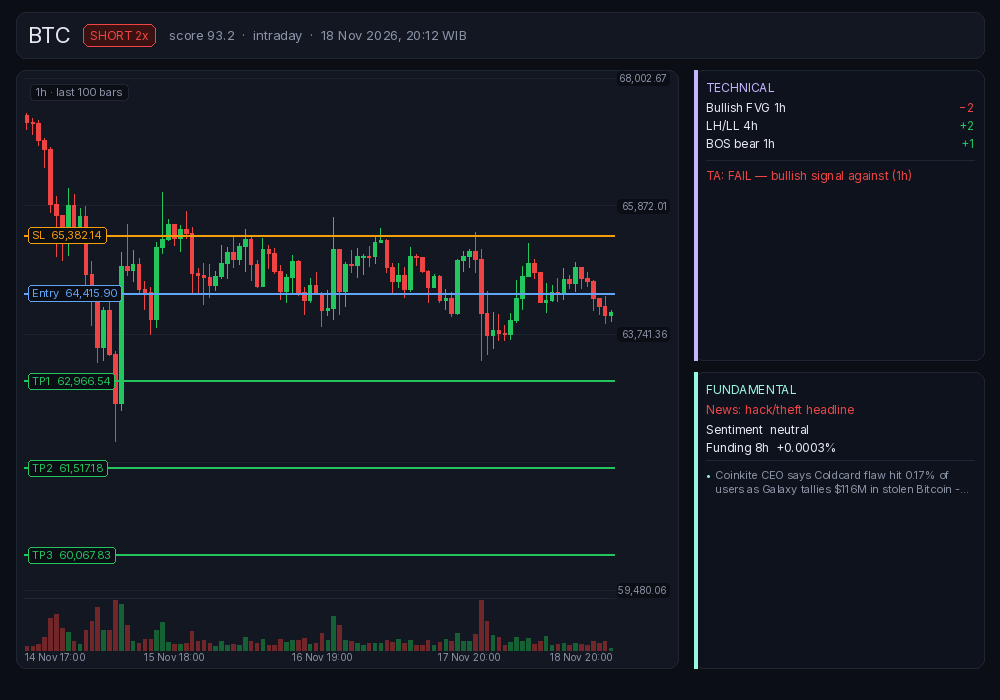 BTC SHORT 2x score 93.2 · intraday · 18 Nov 2026, 20:12 WIB
1h · last 100 bars
68,002.67
65,872.01
SL 65,382.14
Entry 64,415.90
63,741.36
TP1 62,966.54
TP2 61,517.18
TP3 60,067.83
59,480.06
14 Nov 17:00 15 Nov 18:00 16 Nov 19:00 17 Nov 20:00 18 Nov 20:00
TECHNICAL
Bullish FVG 1h −2
LH/LL 4h +2
BOS bear 1h +1
TA: FAIL — bullish signal against (1h)
FUNDAMENTAL
News: hack/theft headline
Sentiment neutral
Funding 8h +0.0003%
• Coinkite CEO says Coldcard flaw hit 0.17% of
users as Galaxy tallies $116M in stolen Bitcoin -...